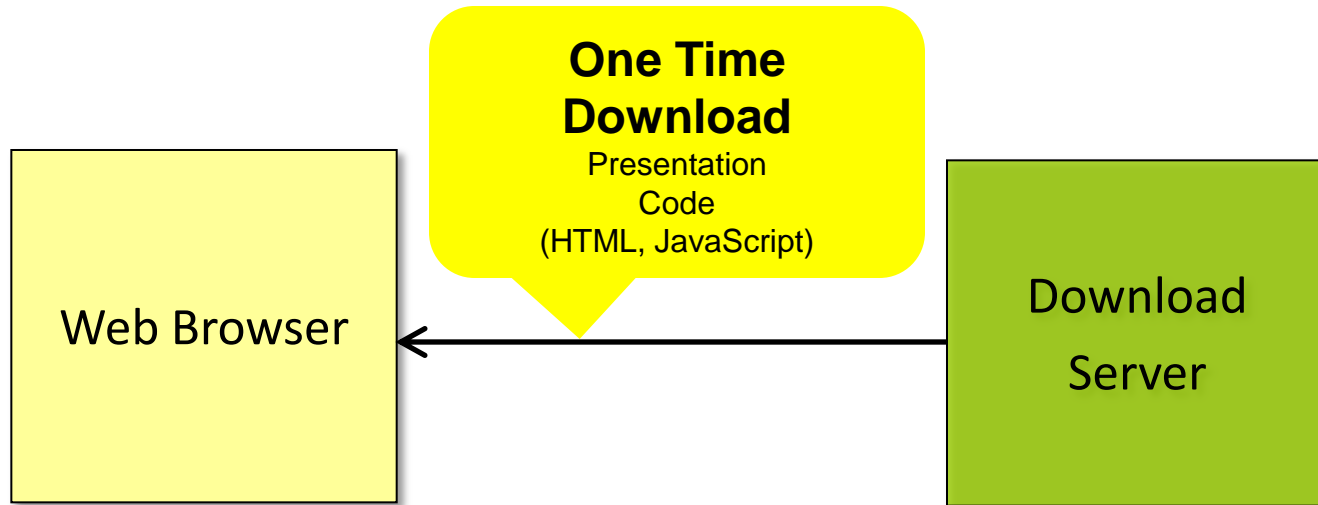 One Time
Download
Presentation
Code
(HTML, JavaScript)
Web Browser
Download
Server